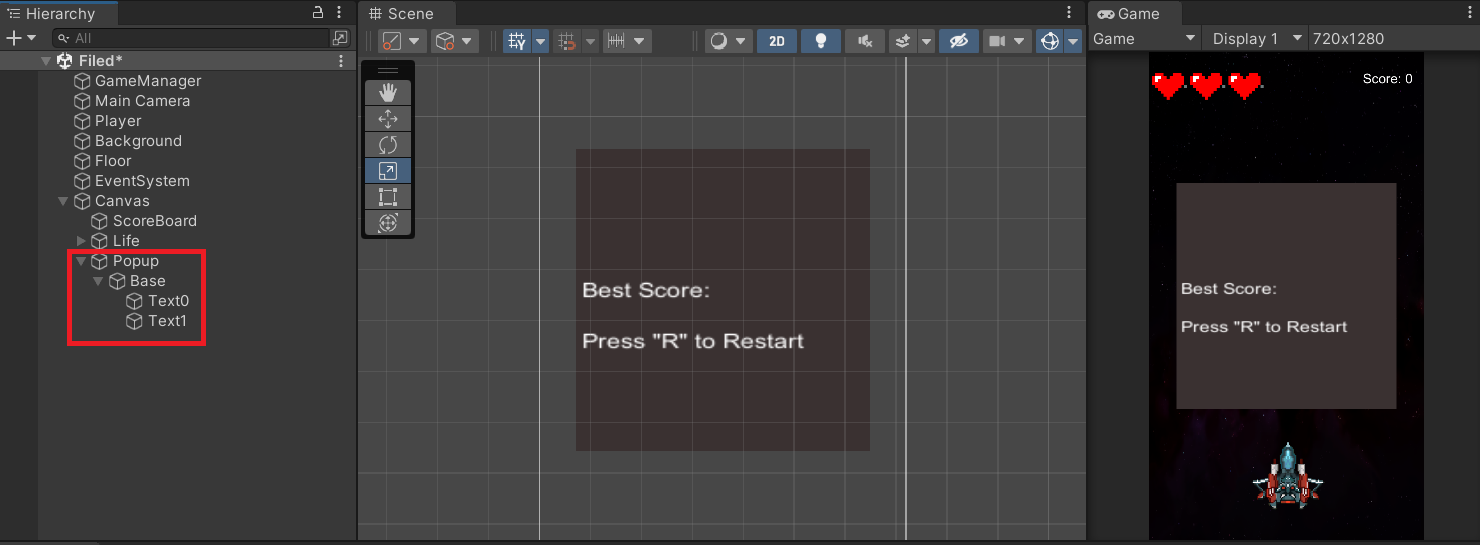 Hierarchy
All
Filed*
GameManager
Main Camera
Player
Background
Floor
EventSystem
Canvas
ScoreBoard
Life
Popup
Base
Text0
Text1
Scene
2D
Best Score:
Press "R" to Restart
Game
Game Display 1 720x1280
Score: 0
Best Score:
Press "R" to Restart